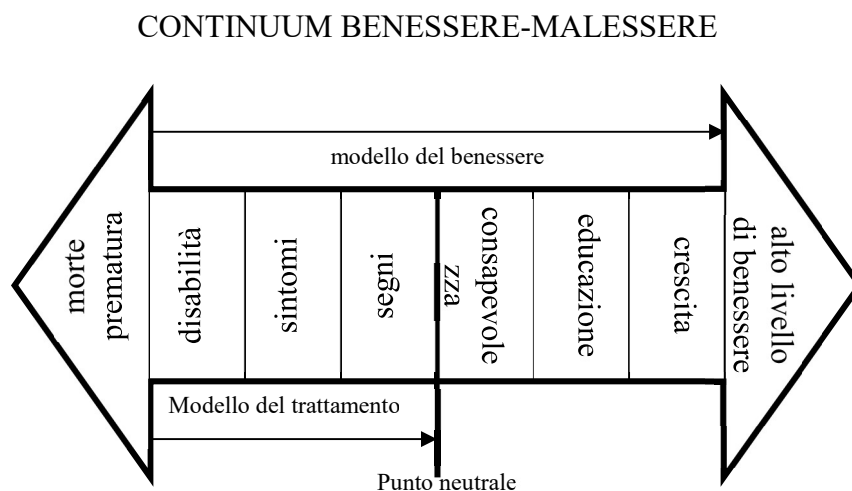 CONTINUUM BENESSERE-MALESSERE
modello del benessere
morte
prematura
disabilità
sintomi
segni
consapevole
zza
educazione
crescita
alto livello
di benessere
Modello del trattamento
Punto neutrale